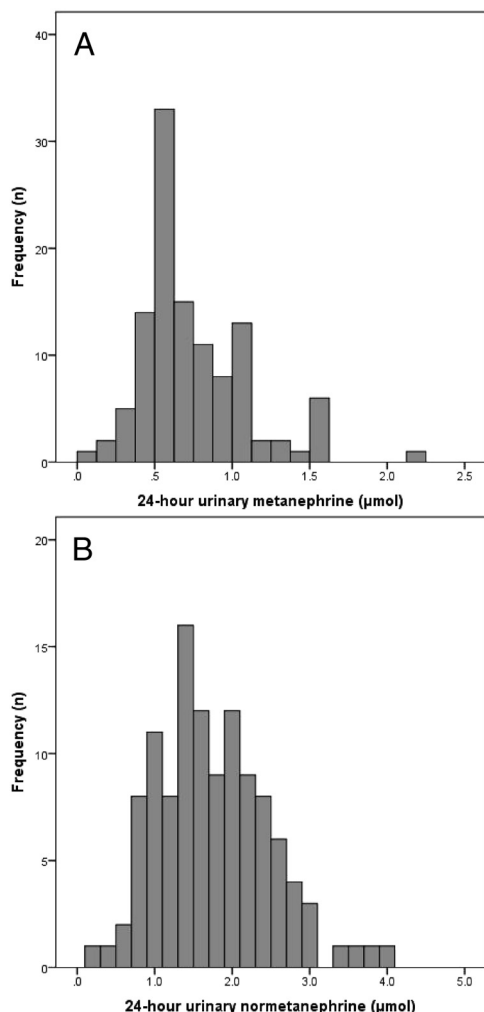 A
40
30
20
10
0
Frequency (n)
.0 .5 1.0 1.5 2.0 2.5
24-hour urinary metanephrine (µmol)
B
20
15
10
5
0
Frequency (n)
.0 1.0 2.0 3.0 4.0 5.0
24-hour urinary normetanephrine (µmol)